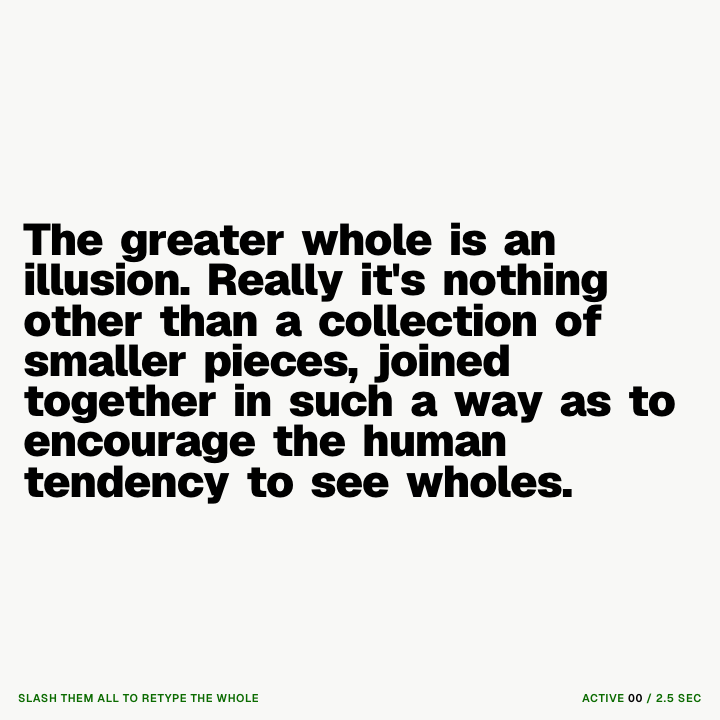 The greater whole is an
illusion. Really it's nothing
other than a collection of
smaller pieces, joined
together in such a way as to
encourage the human
tendency to see wholes.
SLASH THEM ALL TO RETYPE THE WHOLE
ACTIVE 00 / 2.5 SEC